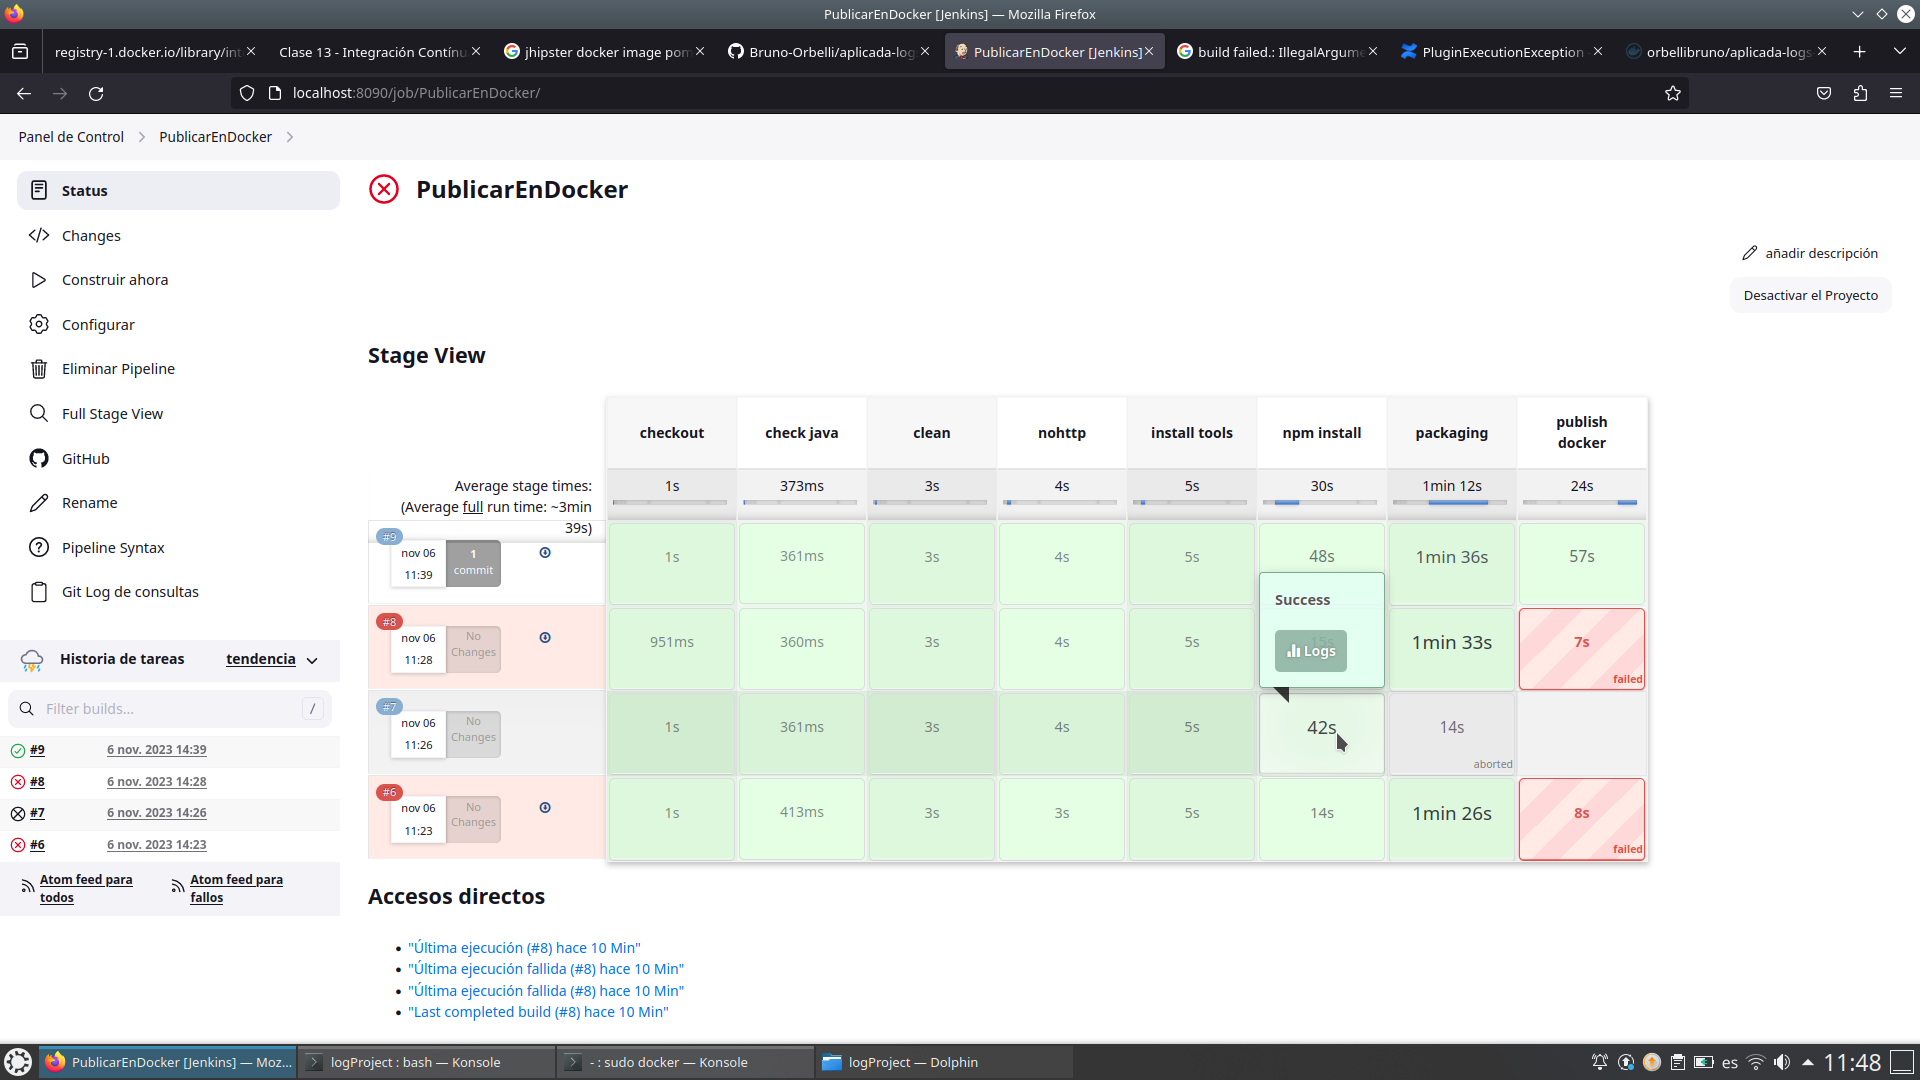 PublicarEnDocker [Jenkins] — Mozilla Firefox
registry-1.docker.io/library/int
Clase 13 - Integración Contínu
jhipster docker image pom
Bruno-Orbelli/aplicada-log
PublicarEnDocker [Jenkins]
build failed.: IllegalArgume
PluginExecutionException -
orbellibruno/aplicada-logs
localhost:8090/job/PublicarEnDocker/
Panel de Control
PublicarEnDocker
Status
Changes
Construir ahora
Configurar
Eliminar Pipeline
Full Stage View
GitHub
Rename
Pipeline Syntax
Git Log de consultas
Historia de tareas
tendencia
Filter builds...
/
#9 6 nov. 2023 14:39
#8 6 nov. 2023 14:28
#7 6 nov. 2023 14:26
#6 6 nov. 2023 14:23
Atom feed para todos
Atom feed para fallos
PublicarEnDocker
añadir descripción
Desactivar el Proyecto
Stage View
checkout check java clean nohttp install tools npm install packaging publish docker
Average stage times:
(Average full run time: ~3min
39s)
1s 373ms 3s 4s 5s 30s 1min 12s 24s
#9
nov 06
11:39
1
commit
1s 361ms 3s 4s 5s 48s 1min 36s 57s
Success
Logs
#8
nov 06
11:28
No
Changes
951ms 360ms 3s 4s 5s 15s 1min 33s 7s
failed
#7
nov 06
11:26
No
Changes
1s 361ms 3s 4s 5s 42s 14s
aborted
#6
nov 06
11:23
No
Changes
1s 413ms 3s 3s 5s 14s 1min 26s 8s
failed
Accesos directos
"Última ejecución (#8) hace 10 Min"
"Última ejecución fallida (#8) hace 10 Min"
"Última ejecución fallida (#8) hace 10 Min"
"Last completed build (#8) hace 10 Min"
PublicarEnDocker [Jenkins] — Moz...
logProject : bash — Konsole
- : sudo docker — Konsole
logProject — Dolphin
es
11:48